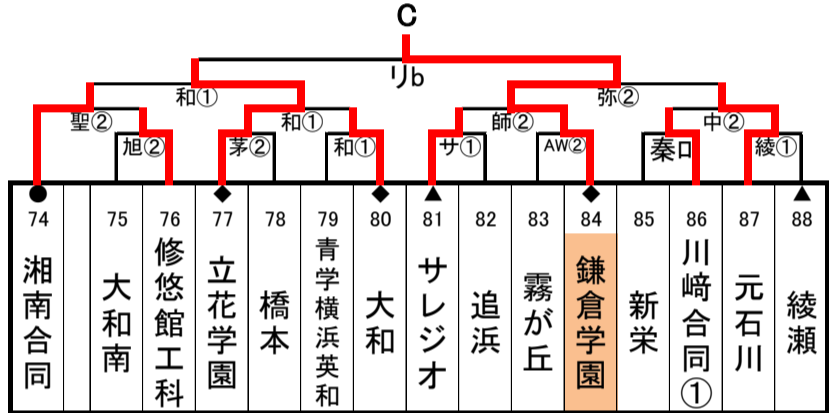 C
リb
和① 弥②
聖② 和① 師② 中②
旭② 茅② 和① サ① AW② 秦ロ 綾①
74 75 76 77 78 79 80 81 82 83 84 85 86 87 88
湘南合同
大和南
修悠館工科
立花学園
橋本
青学横浜英和
大和
サレジオ
追浜
霧が丘
鎌倉学園
新栄
川﨑合同①
元石川
綾瀬